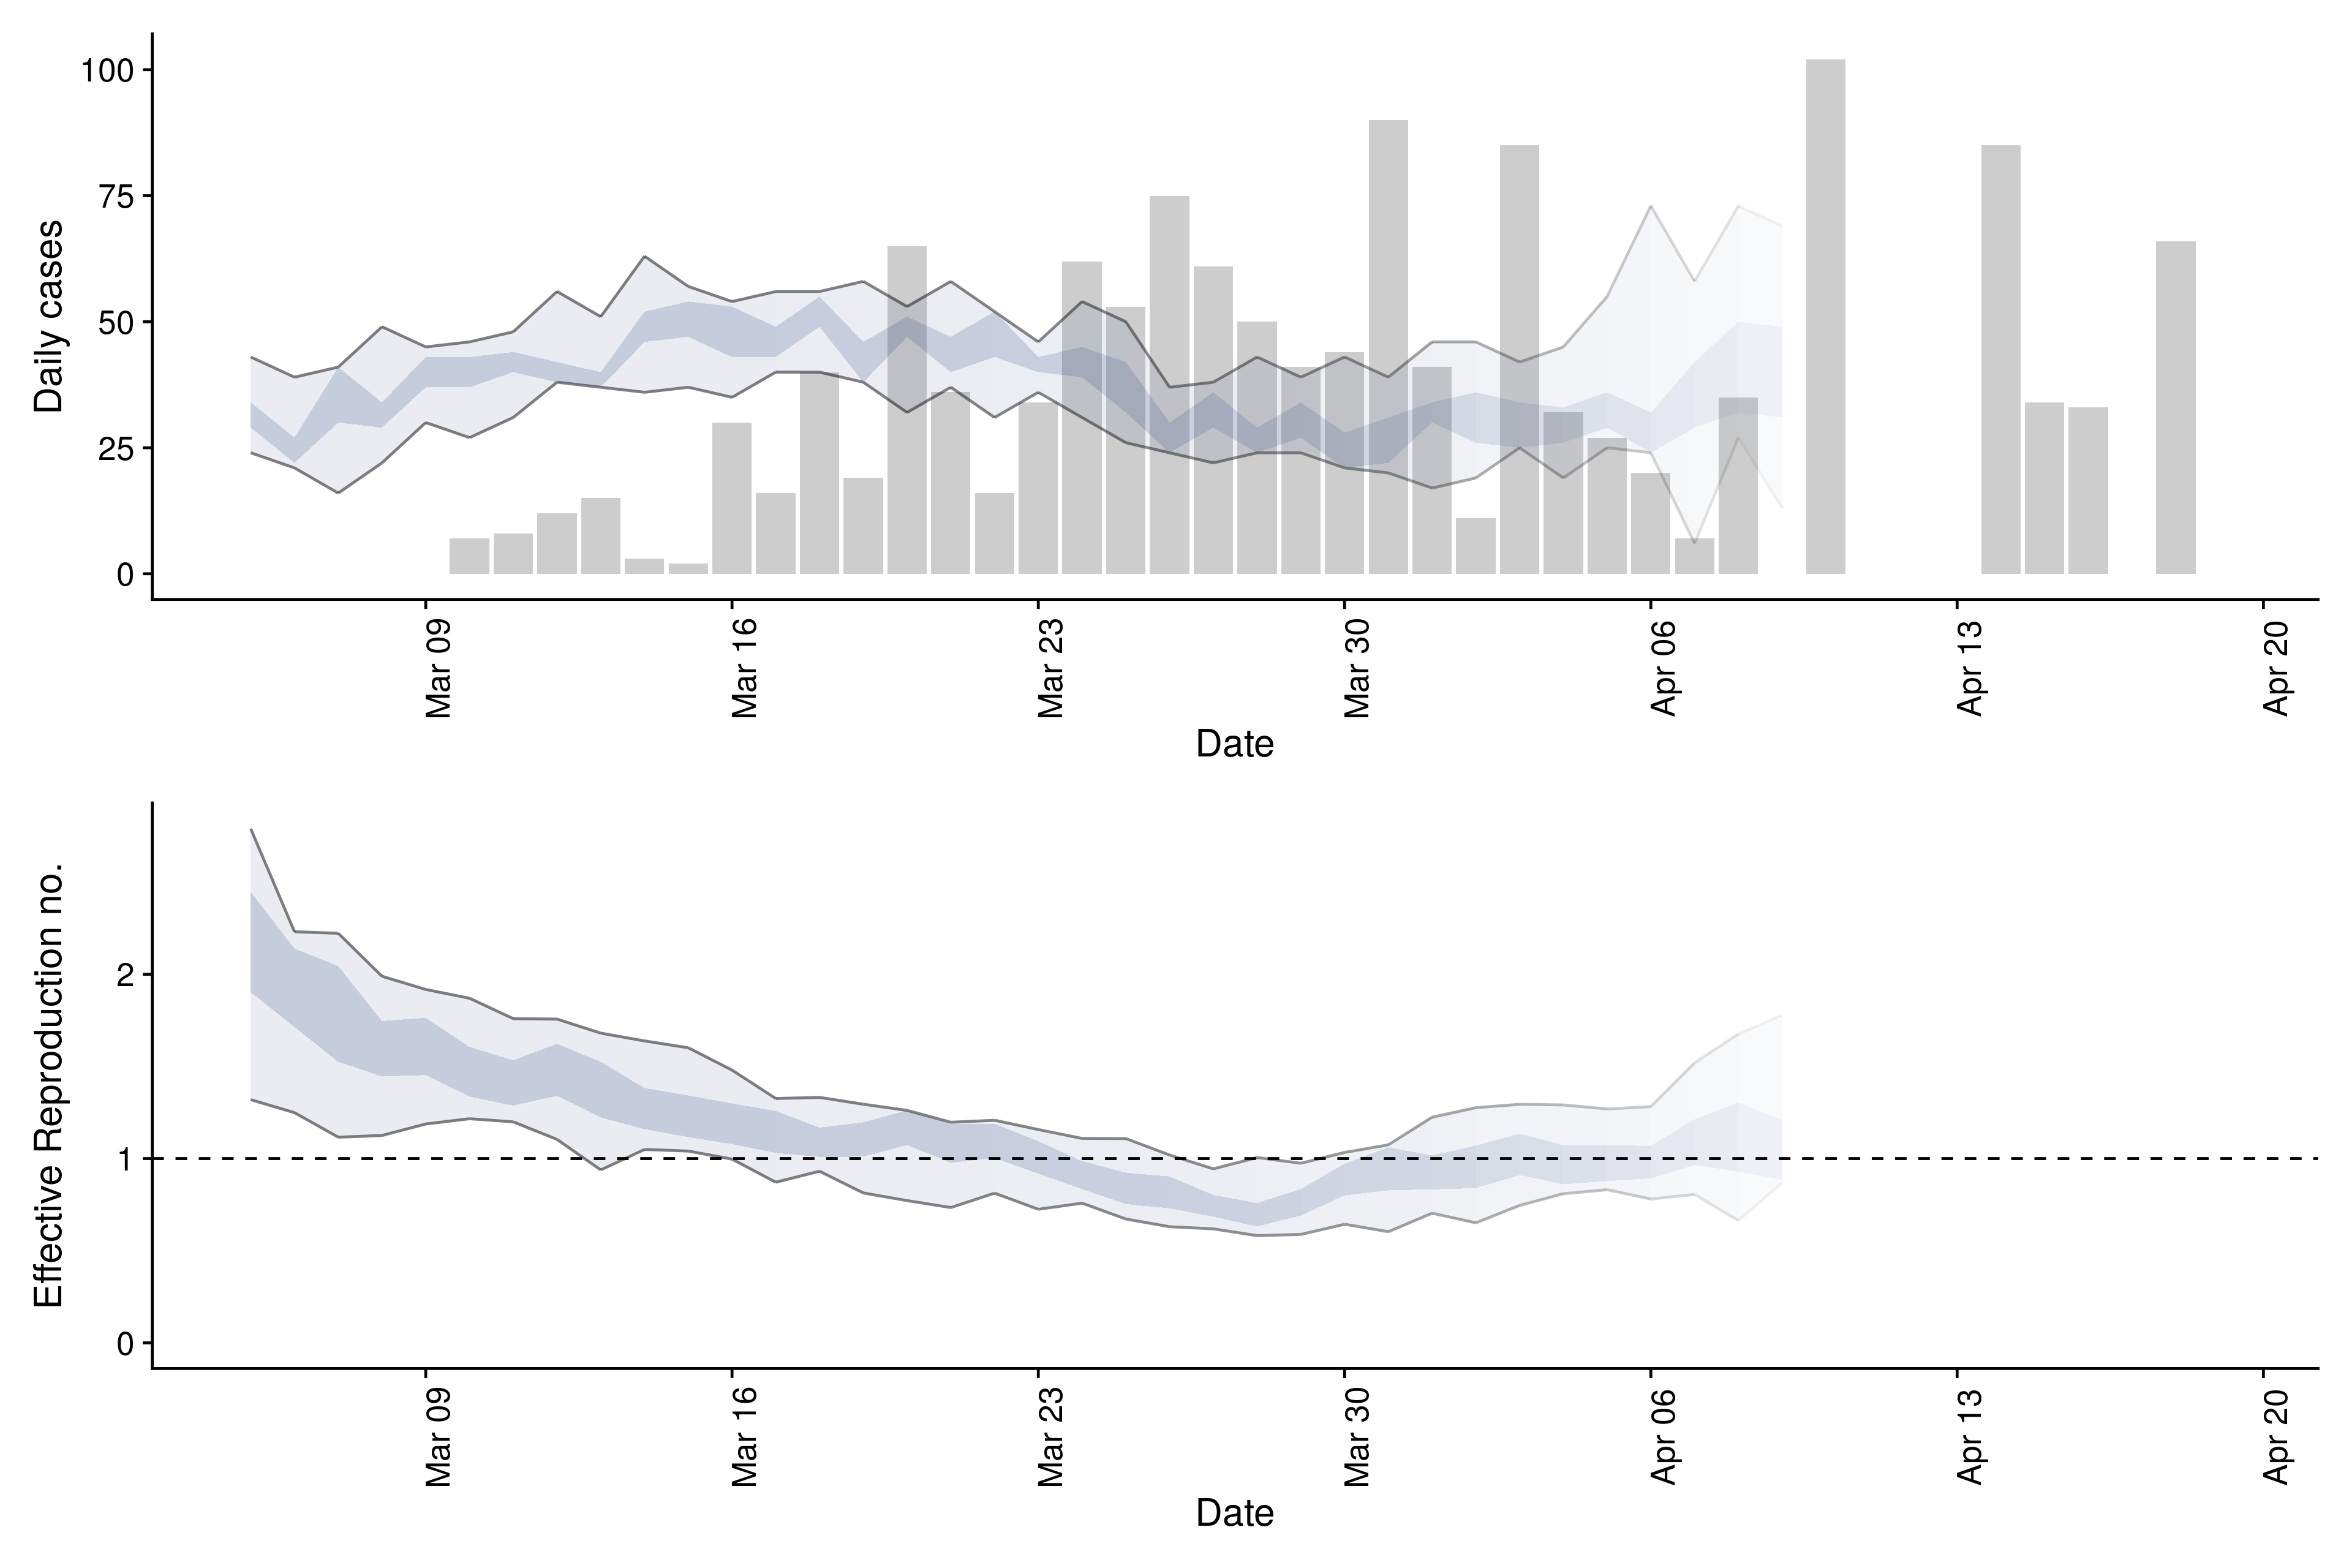 Daily cases
100
75
50
25
0
Mar 09
Mar 16
Mar 23
Mar 30
Apr 06
Apr 13
Apr 20
Date
Effective Reproduction no.
2
1
0
Mar 09
Mar 16
Mar 23
Mar 30
Apr 06
Apr 13
Apr 20
Date